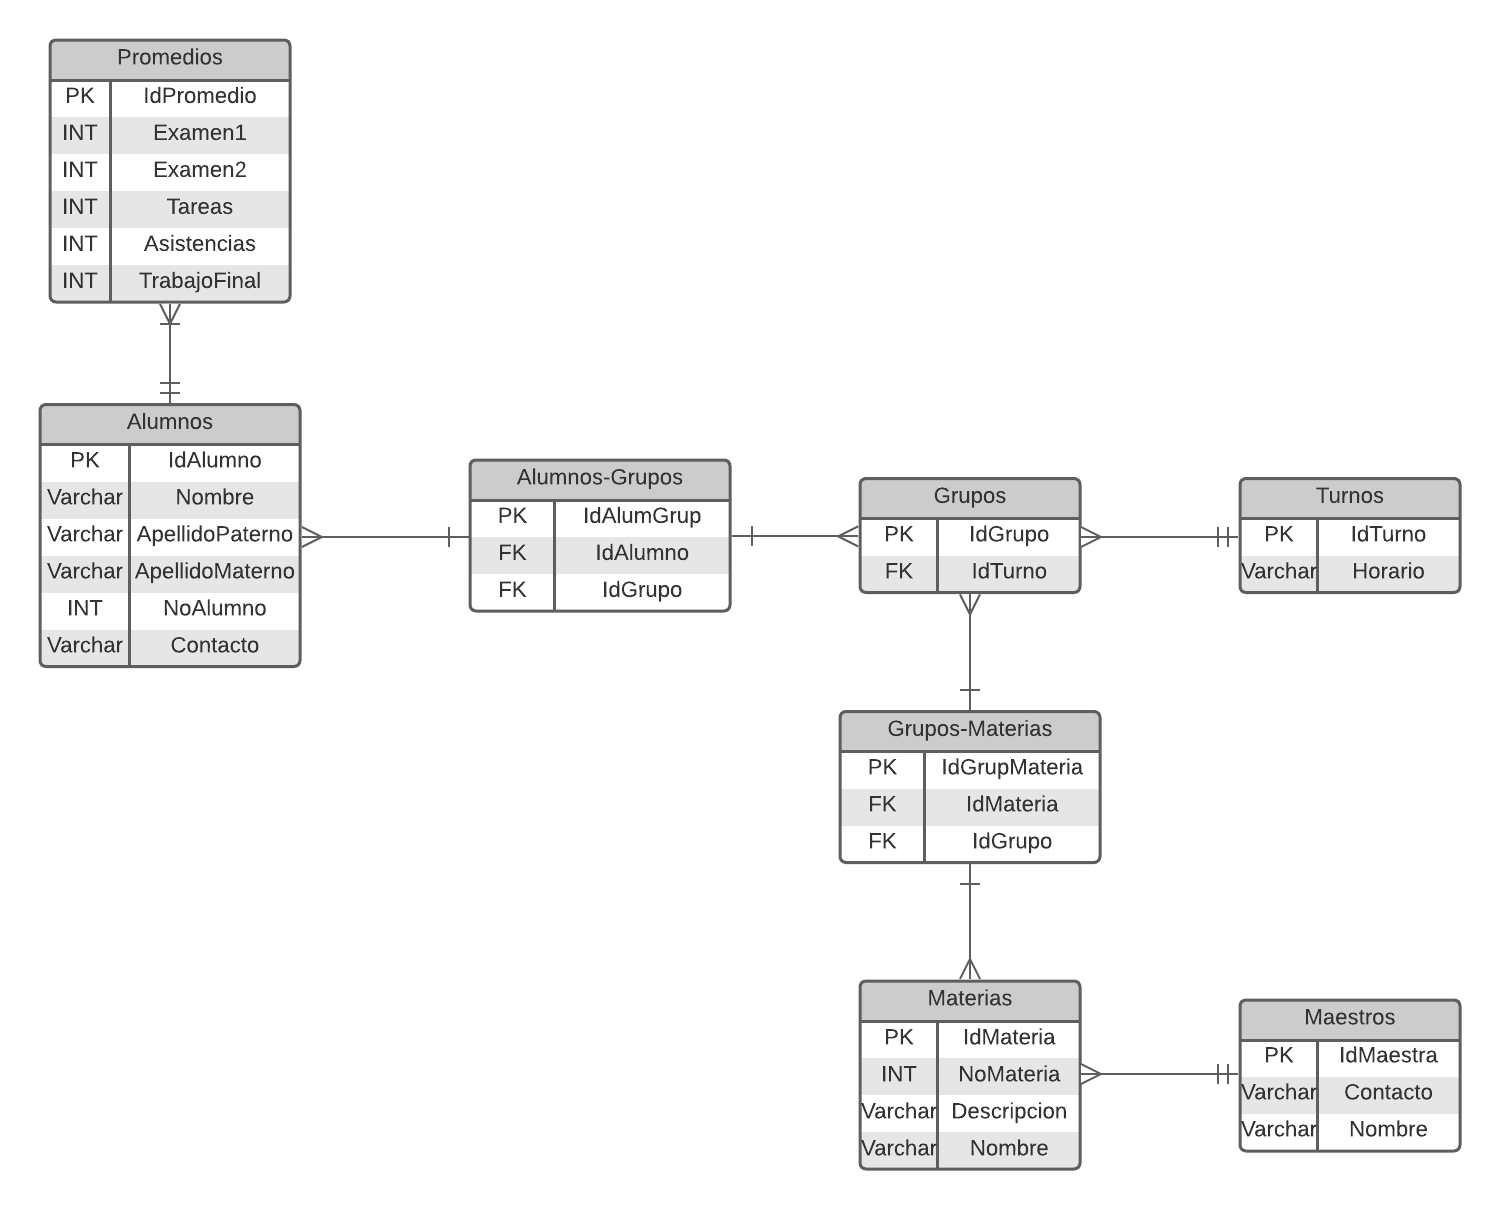 Promedios
PK IdPromedio
INT Examen1
INT Examen2
INT Tareas
INT Asistencias
INT TrabajoFinal
Alumnos
PK IdAlumno
Varchar Nombre
Varchar ApellidoPaterno
Varchar ApellidoMaterno
INT NoAlumno
Varchar Contacto
Alumnos-Grupos
PK IdAlumGrup
FK IdAlumno
FK IdGrupo
Grupos
PK IdGrupo
FK IdTurno
Turnos
PK IdTurno
Varchar Horario
Grupos-Materias
PK IdGrupMateria
FK IdMateria
FK IdGrupo
Materias
PK IdMateria
INT NoMateria
Varchar Descripcion
Varchar Nombre
Maestros
PK IdMaestra
Varchar Contacto
Varchar Nombre